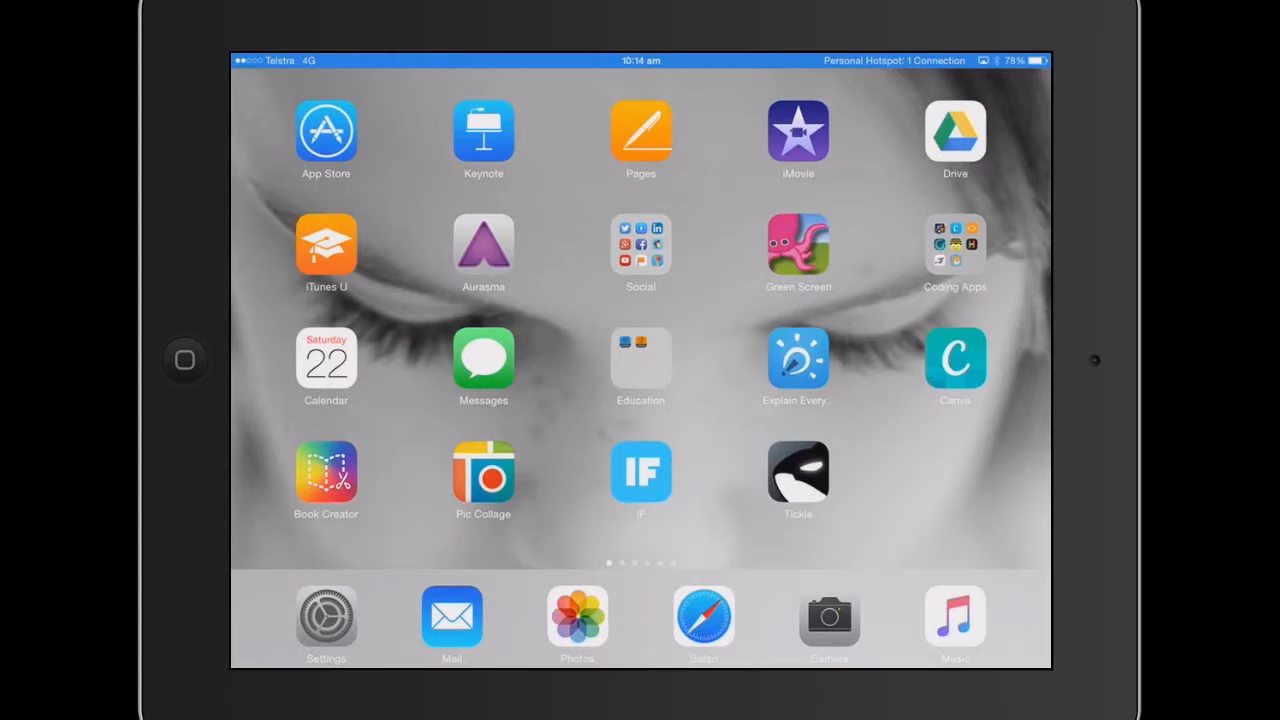 Telstra 4G 10:14 am Personal Hotspot: 1 Connection 78%
App Store Keynote Pages iMovie Drive
iTunes U Aurasma Social Green Screen Coding Apps
Saturday
22
Calendar Messages Education Explain Every.. Canva
IF
Book Creator Pic Collage IF Tickle
Settings Mail Photos Safari Camera Music